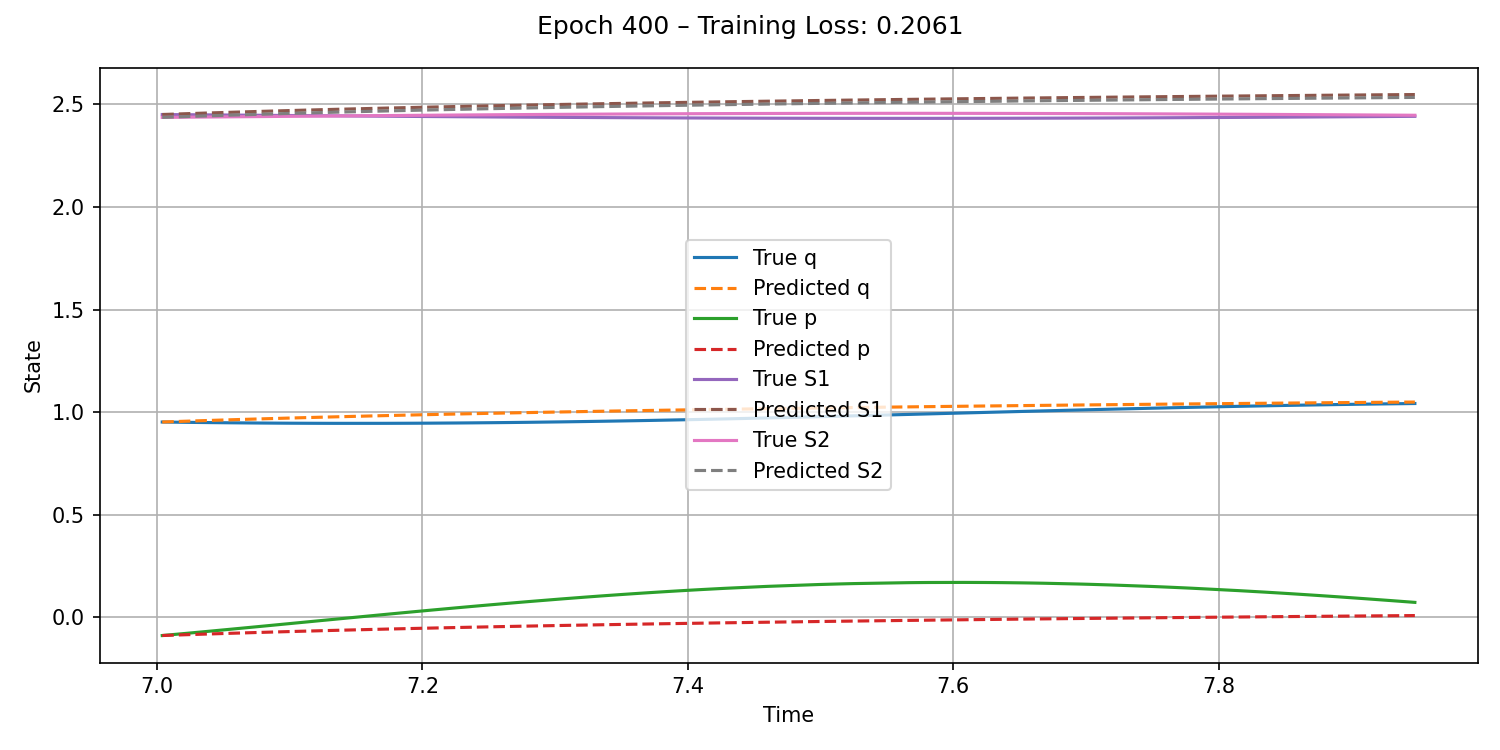 Epoch 400 – Training Loss: 0.2061
2.5
2.0
1.5
1.0
0.5
0.0
State
True q
Predicted q
True p
Predicted p
True S1
Predicted S1
True S2
Predicted S2
7.0 7.2 7.4 7.6 7.8
Time